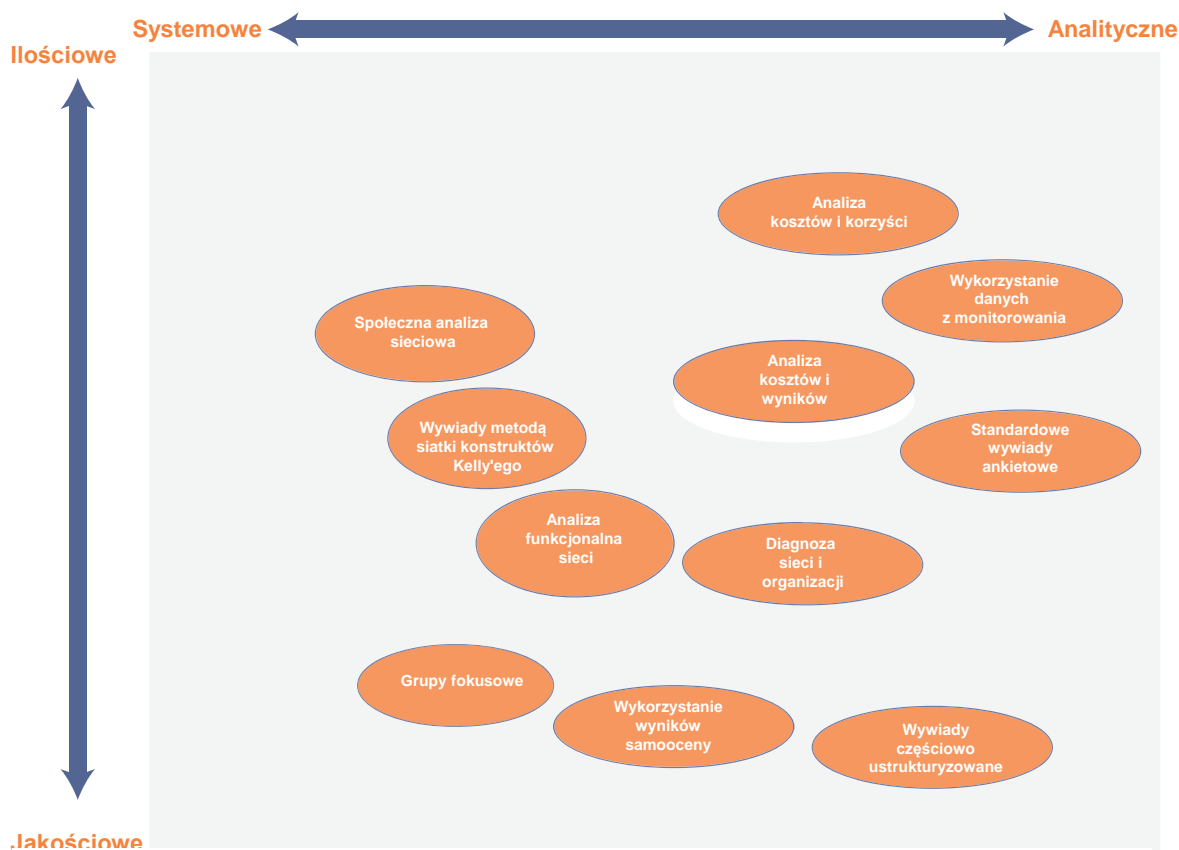 Systemowe
Analityczne
Ilościowe
Analiza
kosztów i korzyści
Wykorzystanie
danych
z monitorowania
Społeczna analiza
sieciowa
Analiza
kosztów i
wyników
Wywiady metodą
siatki konstruktów
Kelly'ego
Standardowe
wywiady
ankietowe
Analiza
funkcjonalna
sieci
Diagnoza
sieci i
organizacji
Grupy fokusowe
Wykorzystanie
wyników
samooceny
Wywiady
częściowo
ustrukturyzowane
Jakościowe